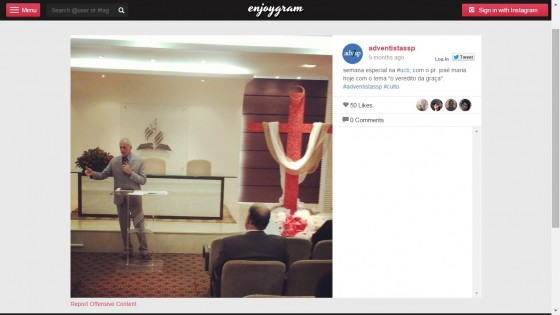 Menu
Search @user or #tag
enjoygram
Sign in with Instagram
adventistassp
5 months ago
Log In
Tweet
semana especial na #ucb, com o pr. josé maria
hoje com o tema "o veredito da graça".
#adventistassp #culto
50 Likes
0 Comments
Report Offensive Content